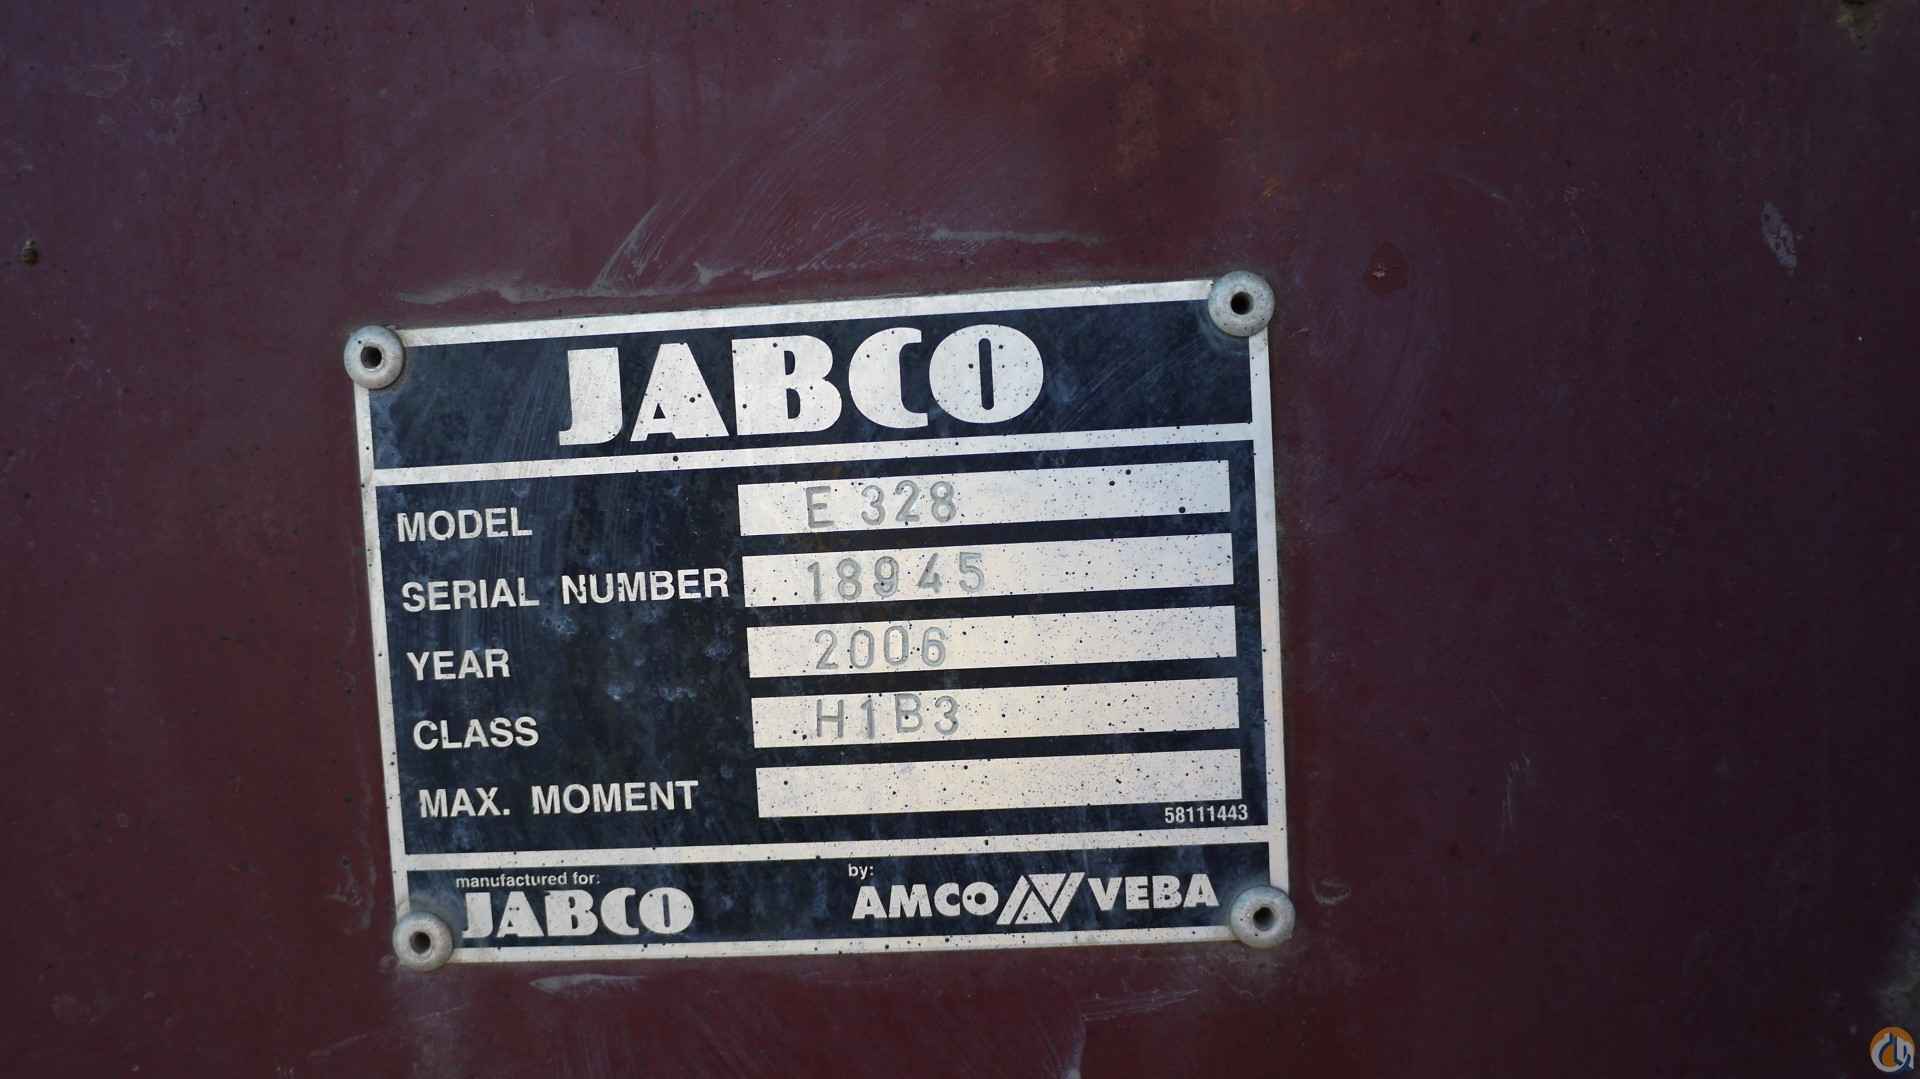 JABCO
MODEL E 328
SERIAL NUMBER 18945
YEAR 2006
CLASS H1B3
MAX. MOMENT
58111443
manufactured for: by:
JABCO AMCO VEBA